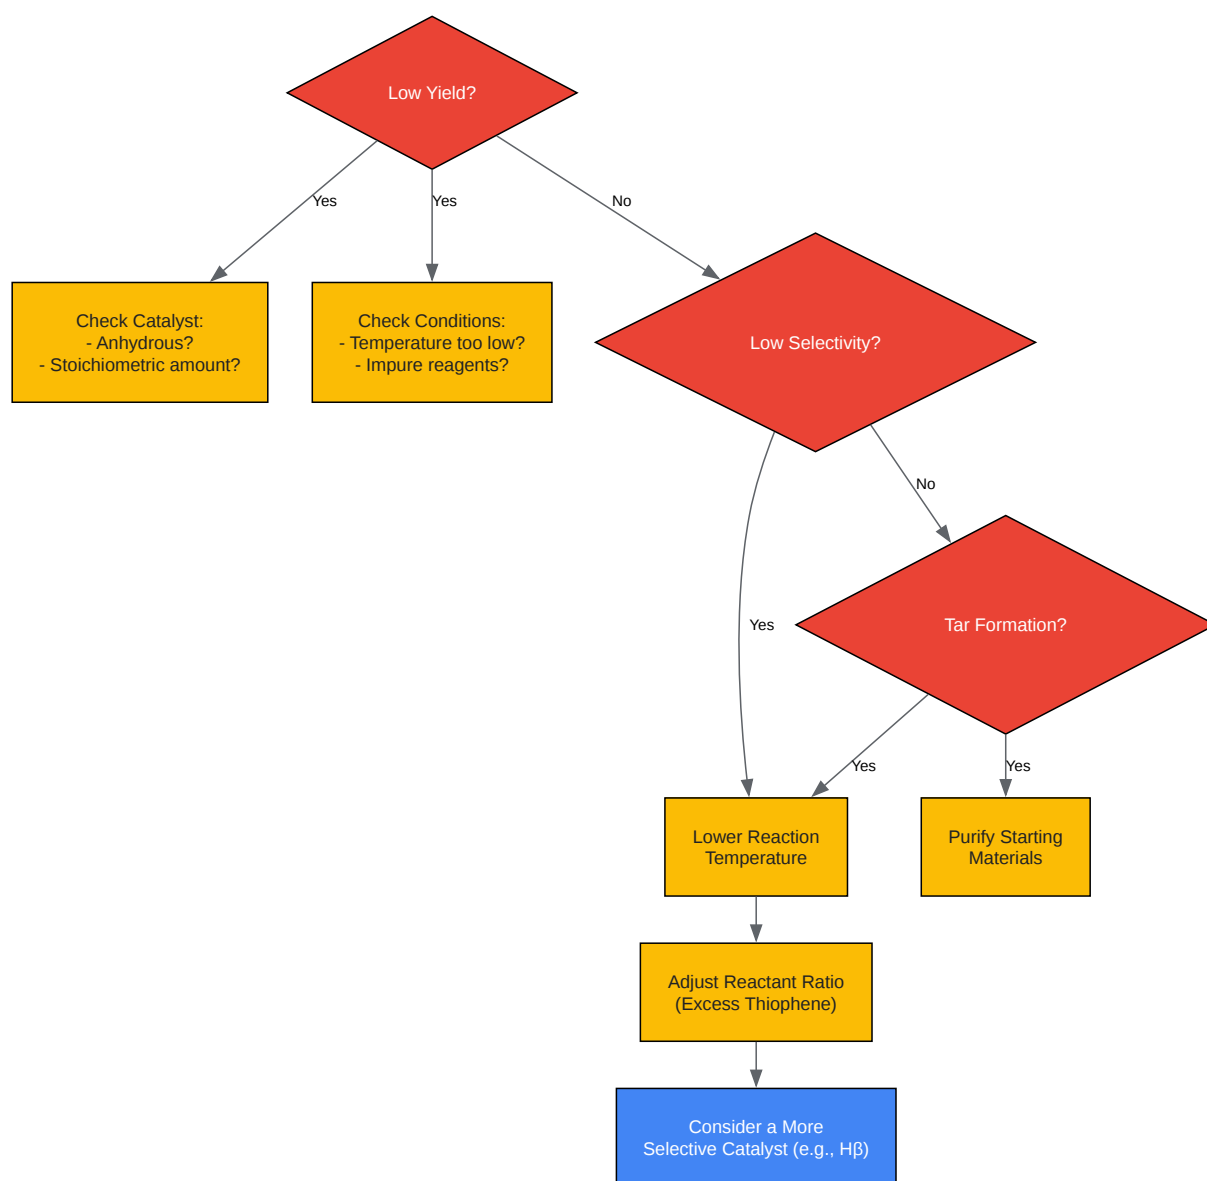 Low Yield?
Yes
Yes
No
Check Catalyst:
- Anhydrous?
- Stoichiometric amount?
Check Conditions:
- Temperature too low?
- Impure reagents?
Low Selectivity?
No
Yes
Tar Formation?
Yes
Yes
Lower Reaction
Temperature
Purify Starting
Materials
Adjust Reactant Ratio
(Excess Thiophene)
Consider a More
Selective Catalyst (e.g., Hβ)